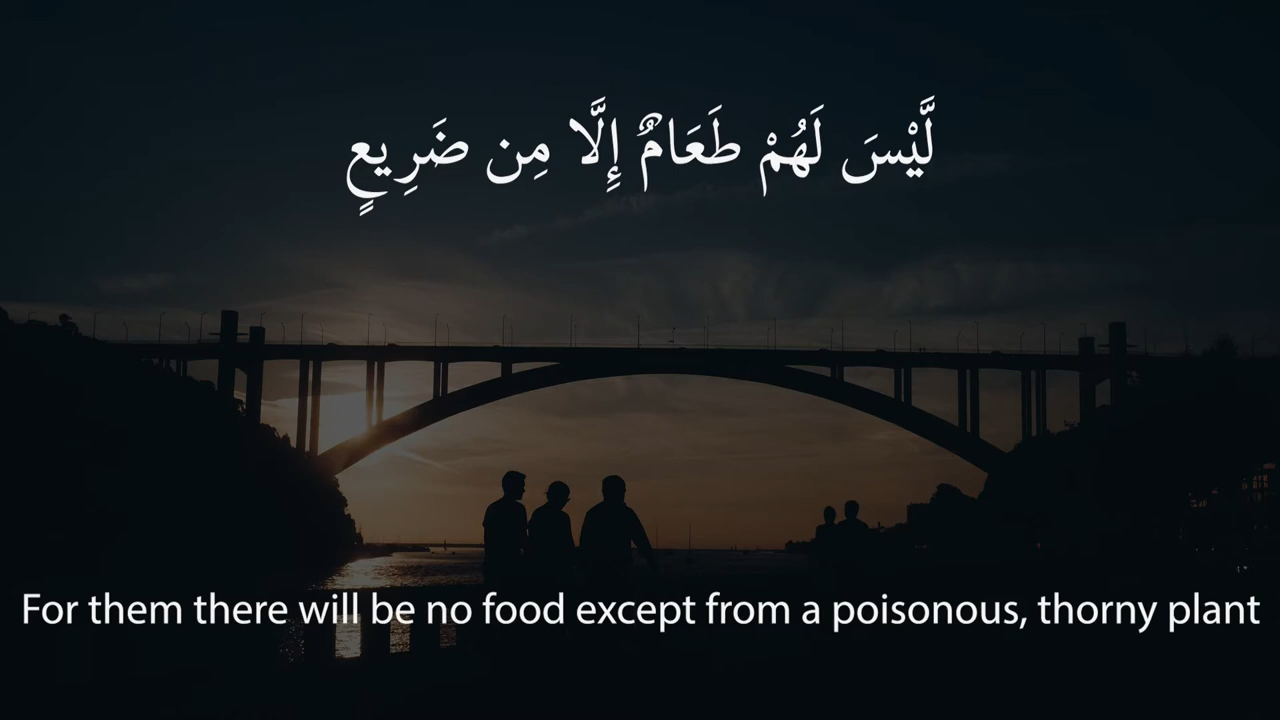 لَّيْسَ لَهُمْ طَعَامٌ إِلَّا مِن ضَرِيعٍ
For them there will be no food except from a poisonous, thorny plant